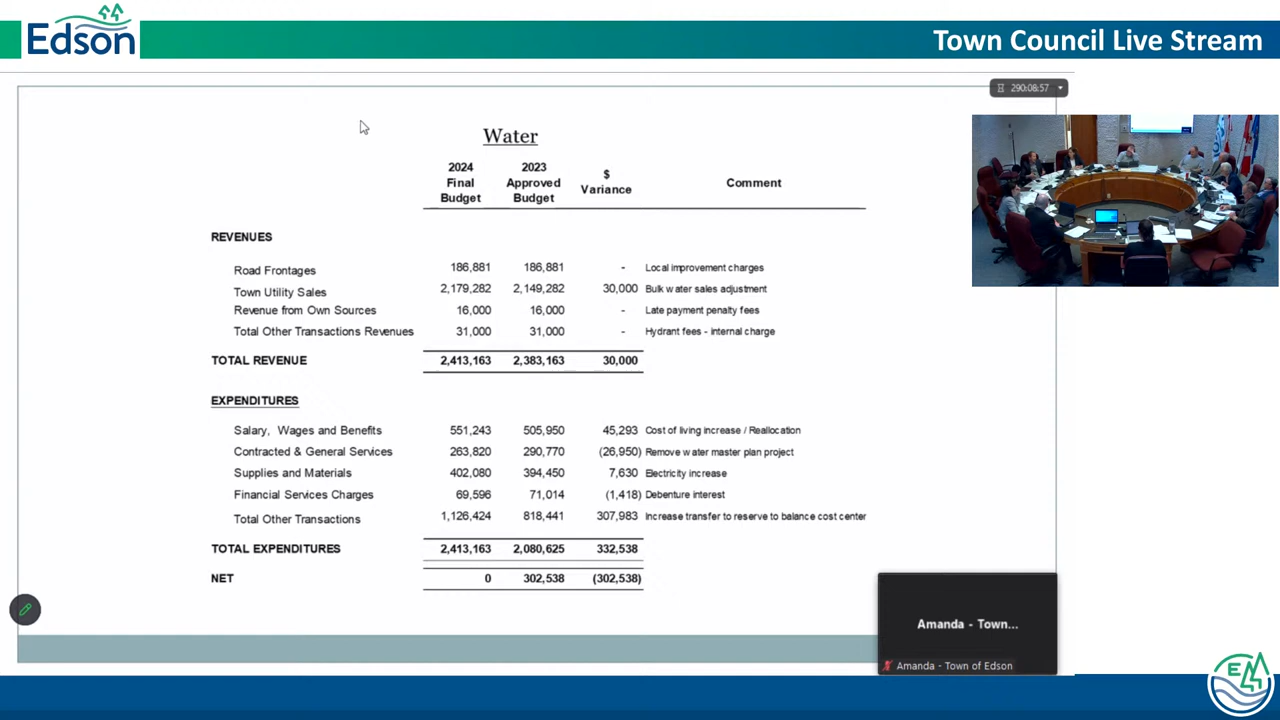 Edson
Town Council Live Stream
290:08:57
Water
2024 Final Budget 2023 Approved Budget $ Variance Comment
REVENUES
Road Frontages 186,881 186,881 - Local improvement charges
Town Utility Sales 2,179,282 2,149,282 30,000 Bulk water sales adjustment
Revenue from Own Sources 16,000 16,000 - Late payment penalty fees
Total Other Transactions Revenues 31,000 31,000 - Hydrant fees - internal charge
TOTAL REVENUE 2,413,163 2,383,163 30,000
EXPENDITURES
Salary, Wages and Benefits 551,243 505,950 45,293 Cost of living increase / Reallocation
Contracted & General Services 263,820 290,770 (26,950) Remove water master plan project
Supplies and Materials 402,080 394,450 7,630 Electricity increase
Financial Services Charges 69,596 71,014 (1,418) Debenture interest
Total Other Transactions 1,126,424 818,441 307,983 Increase transfer to reserve to balance cost center
TOTAL EXPENDITURES 2,413,163 2,080,625 332,538
NET 0 302,538 (302,538)
Amanda - Town...
Amanda - Town of Edson